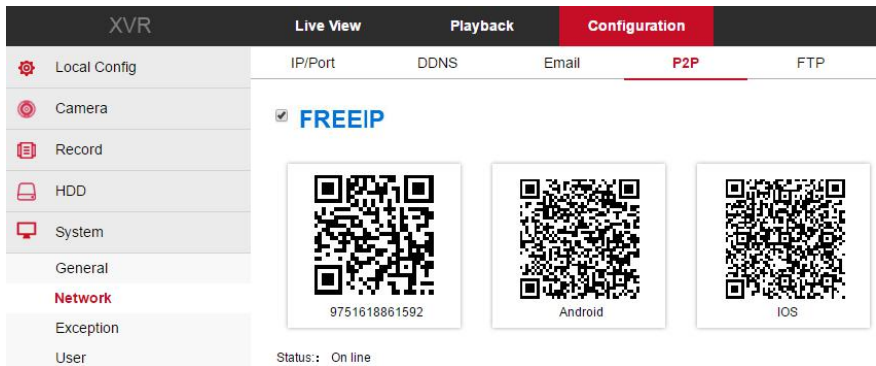 XVR
Live View Playback Configuration
Local Config
Camera
Record
HDD
System
General
Network
Exception
User
IP/Port DDNS Email P2P FTP
FREEIP
9751618861592
Android
IOS
Status:: On line